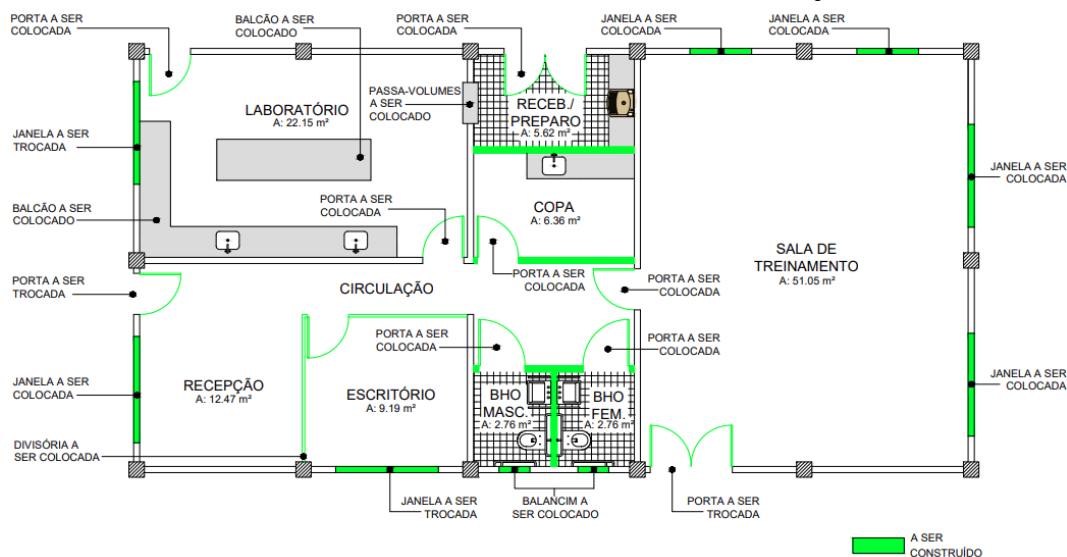 PORTA A SER
COLOCADA
BALCÃO A SER
COLOCADO
PORTA A SER
COLOCADA
JANELA A SER
COLOCADA
JANELA A SER
COLOCADA
LABORATÓRIO
A: 22.15 m²
PASSA-VOLUMES
A SER
COLOCADO
RECEB./
PREPARO
A: 5.62 m²
JANELA A SER
TROCADA
JANELA A SER
COLOCADA
BALCÃO A SER
COLOCADO
PORTA A SER
COLOCADA
COPA
A: 6.36 m²
SALA DE
TREINAMENTO
A: 51.05 m²
PORTA A SER
TROCADA
CIRCULAÇÃO
PORTA A SER
COLOCADA
PORTA A SER
COLOCADA
PORTA A SER
COLOCADA
PORTA A SER
COLOCADA
JANELA A SER
COLOCADA
RECEPÇÃO
A: 12.47 m²
ESCRITÓRIO
A: 9.19 m²
BHO
MASC.
A: 2.76 m²
BHO
FEM.
A: 2.76 m²
JANELA A SER
COLOCADA
DIVISÓRIA A
SER COLOCADA
JANELA A SER
TROCADA
BALANCIM A
SER COLOCADO
PORTA A SER
TROCADA
A SER
CONSTRUÍDO